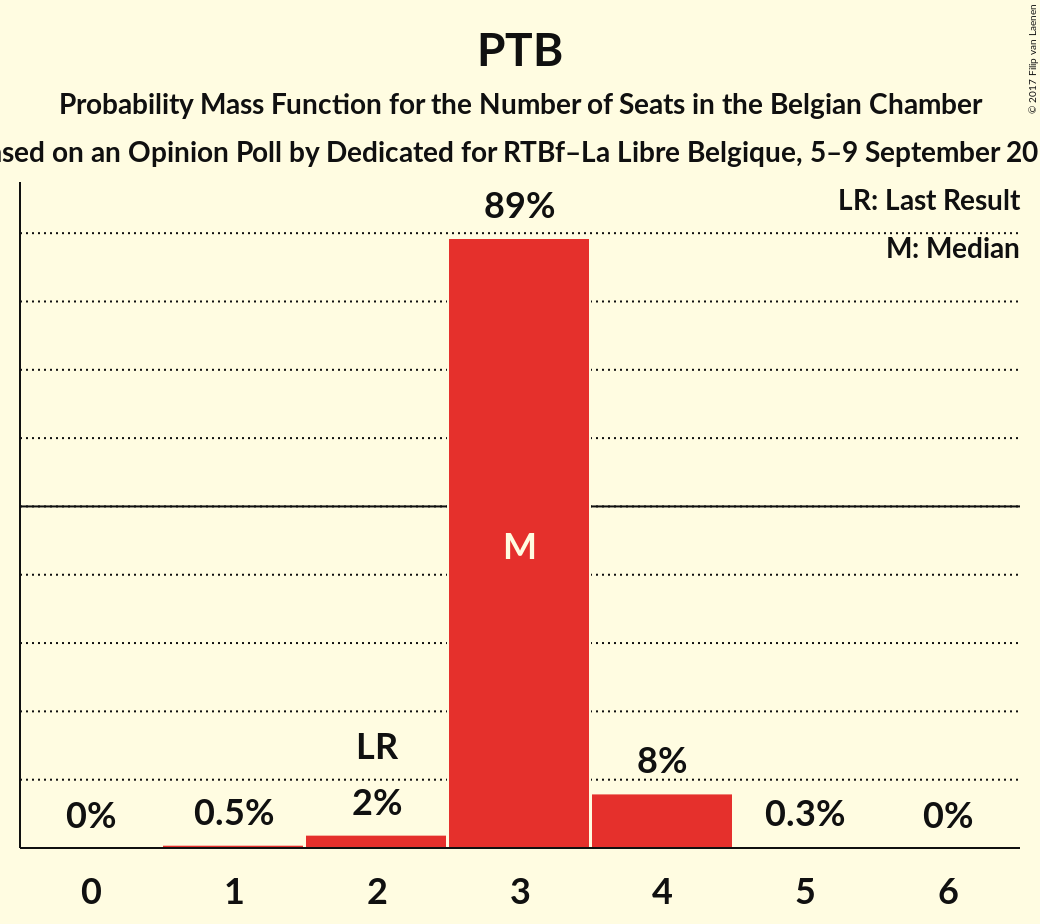 PTB
Probability Mass Function for the Number of Seats in the Belgian Chamber
on an Opinion Poll by Dedicated for RTBf–La Libre Belgique, 5–9 September
© 2017 Filip van Laenen
LR: Last Result
M: Median
89%
M
LR
0% 0.5% 2% 8% 0.3% 0%
0 1 2 3 4 5 6